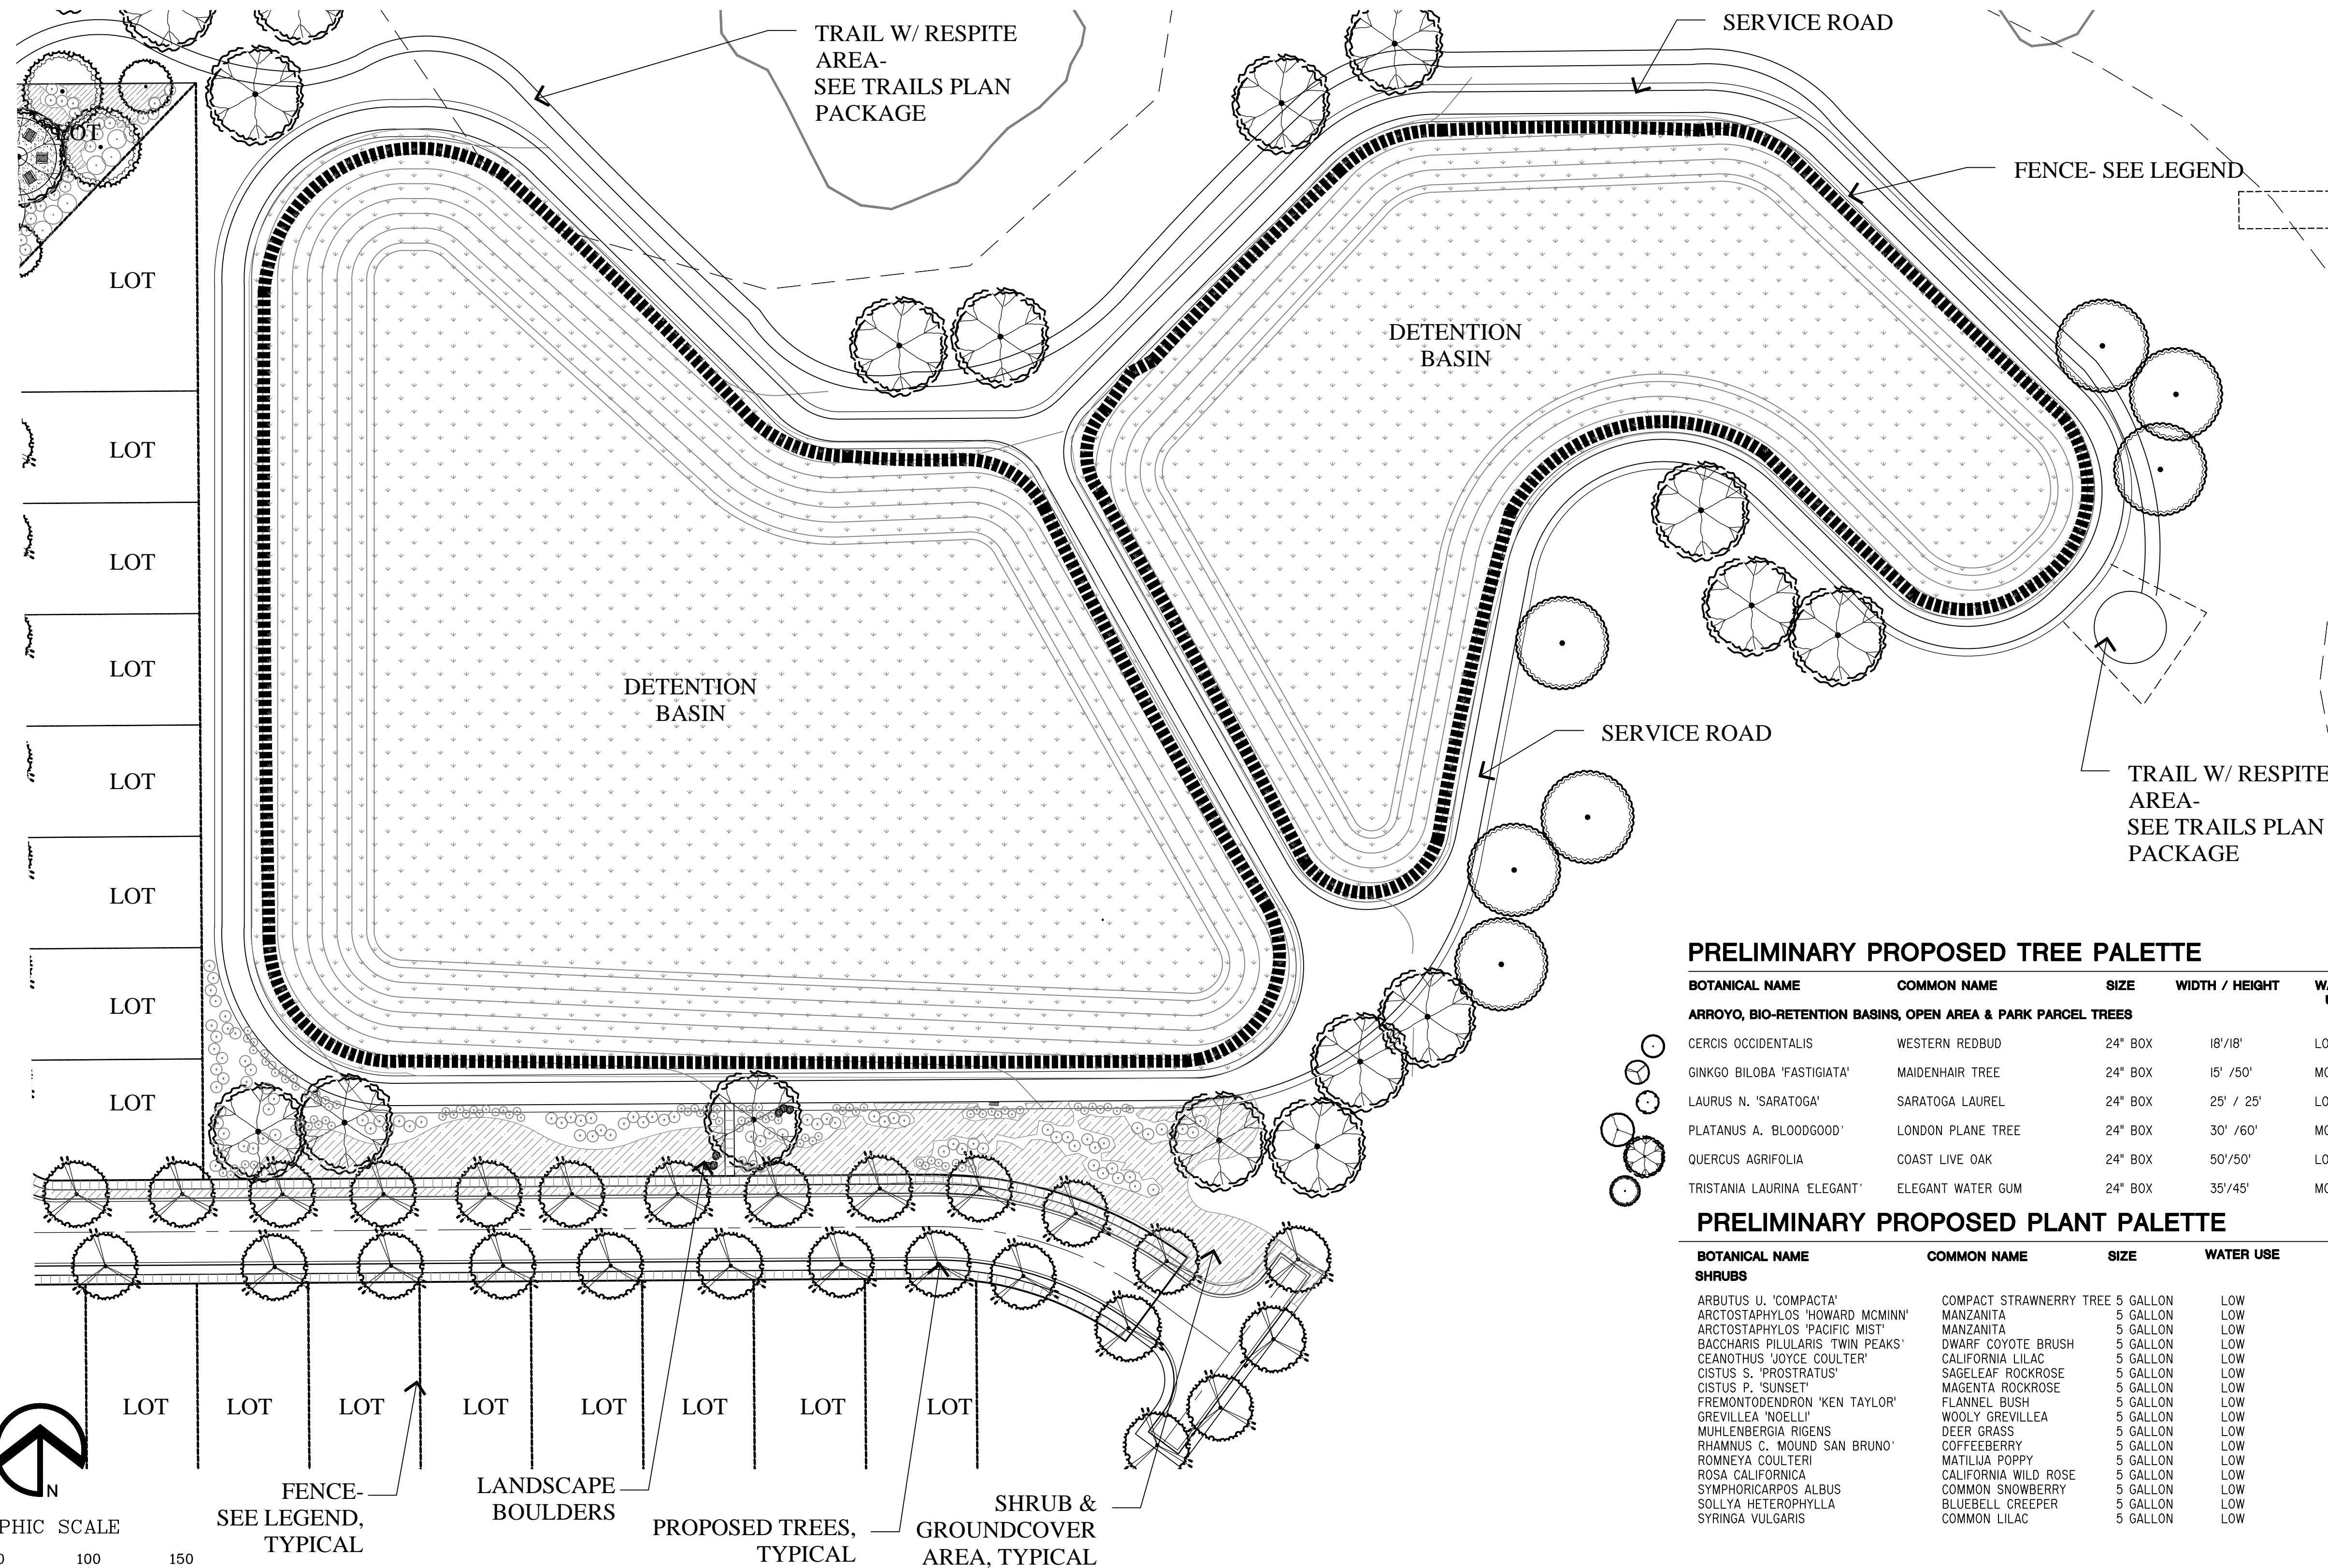 TRAIL W/ RESPITE
AREA-
SEE TRAILS PLAN
PACKAGE
SERVICE ROAD
FENCE- SEE LEGEND
LOT
LOT
LOT
LOT
LOT
LOT
LOT
LOT
LOT
LOT
DETENTION
BASIN
DETENTION
BASIN
SERVICE ROAD
TRAIL W/ RESPITE
AREA-
SEE TRAILS PLAN
PACKAGE
PRELIMINARY PROPOSED TREE PALETTE
BOTANICAL NAME COMMON NAME SIZE WIDTH / HEIGHT
ARROYO, BIO-RETENTION BASINS, OPEN AREA & PARK PARCEL TREES
CERCIS OCCIDENTALIS WESTERN REDBUD 24" BOX 18'/18'
GINKGO BILOBA 'FASTIGIATA' MAIDENHAIR TREE 24" BOX 15' /50'
LAURUS N. 'SARATOGA' SARATOGA LAUREL 24" BOX 25' / 25'
PLATANUS A. 'BLOODGOOD' LONDON PLANE TREE 24" BOX 30' /60'
QUERCUS AGRIFOLIA COAST LIVE OAK 24" BOX 50'/50'
TRISTANIA LAURINA 'ELEGANT' ELEGANT WATER GUM 24" BOX 35'/45'
PRELIMINARY PROPOSED PLANT PALETTE
BOTANICAL NAME COMMON NAME SIZE WATER USE
SHRUBS
ARBUTUS U. 'COMPACTA' COMPACT STRAWNERRY TREE 5 GALLON LOW
ARCTOSTAPHYLOS 'HOWARD MCMINN' MANZANITA 5 GALLON LOW
ARCTOSTAPHYLOS 'PACIFIC MIST' MANZANITA 5 GALLON LOW
BACCHARIS PILULARIS 'TWIN PEAKS' DWARF COYOTE BRUSH 5 GALLON LOW
CEANOTHUS 'JOYCE COULTER' CALIFORNIA LILAC 5 GALLON LOW
CISTUS S. 'PROSTRATUS' SAGELEAF ROCKROSE 5 GALLON LOW
CISTUS P. 'SUNSET' MAGENTA ROCKROSE 5 GALLON LOW
FREMONTODENDRON 'KEN TAYLOR' FLANNEL BUSH 5 GALLON LOW
GREVILLEA 'NOELLI' WOOLY GREVILLEA 5 GALLON LOW
MUHLENBERGIA RIGENS DEER GRASS 5 GALLON LOW
RHAMNUS C. 'MOUND SAN BRUNO' COFFEEBERRY 5 GALLON LOW
ROMNEYA COULTERI MATILIJA POPPY 5 GALLON LOW
ROSA CALIFORNICA CALIFORNIA WILD ROSE 5 GALLON LOW
SYMPHORICARPOS ALBUS COMMON SNOWBERRY 5 GALLON LOW
SOLLYA HETEROPHYLLA BLUEBELL CREEPER 5 GALLON LOW
SYRINGA VULGARIS COMMON LILAC 5 GALLON LOW
LOT LOT LOT LOT LOT LOT LOT LOT
FENCE-
SEE LEGEND,
TYPICAL
LANDSCAPE
BOULDERS
PROPOSED TREES,
TYPICAL
SHRUB &
GROUNDCOVER
AREA, TYPICAL
N
PHIC SCALE
100 150